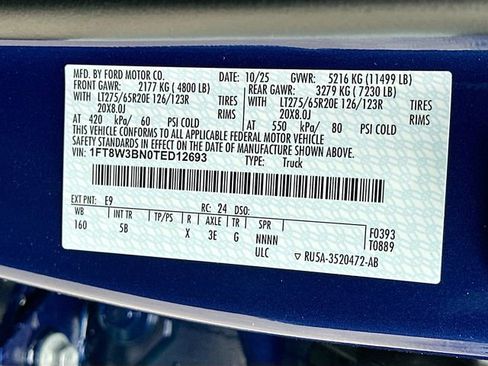 MFD. BY FORD MOTOR CO. 10/25 GVWR: 5216 KG (11499 LB)
FRONT GAWR: 2177 KG (4800 LB) REAR GAWR: 3279 KG (7230 LB)
WITH LT275/65R20E 126/123R WITH LT275/65R20E 126/123R
TIRES TIRES
RIMS 20X8.0J RIMS 20X8.0J
AT 420 kPa/ 60 PSI COLD AT 550 kPa/ 80 PSI COLD
THIS VEHICLE CONFORMS TO ALL APPLICABLE FEDERAL MOTOR VEHICLE
SAFETY STANDARDS IN EFFECT ON THE DATE OF MANUFACTURE SHOWN ABOVE.
VIN: 1FT8W3BN0TED12693 TYPE: Truck
EXT PNT: E9 RC: 24 DSO: F0393
WB INT TR TP/PS R AXLE TR SPR T0889
160 5B X 3E G NNNN
ULC ▽ RU5A-3520472-AB